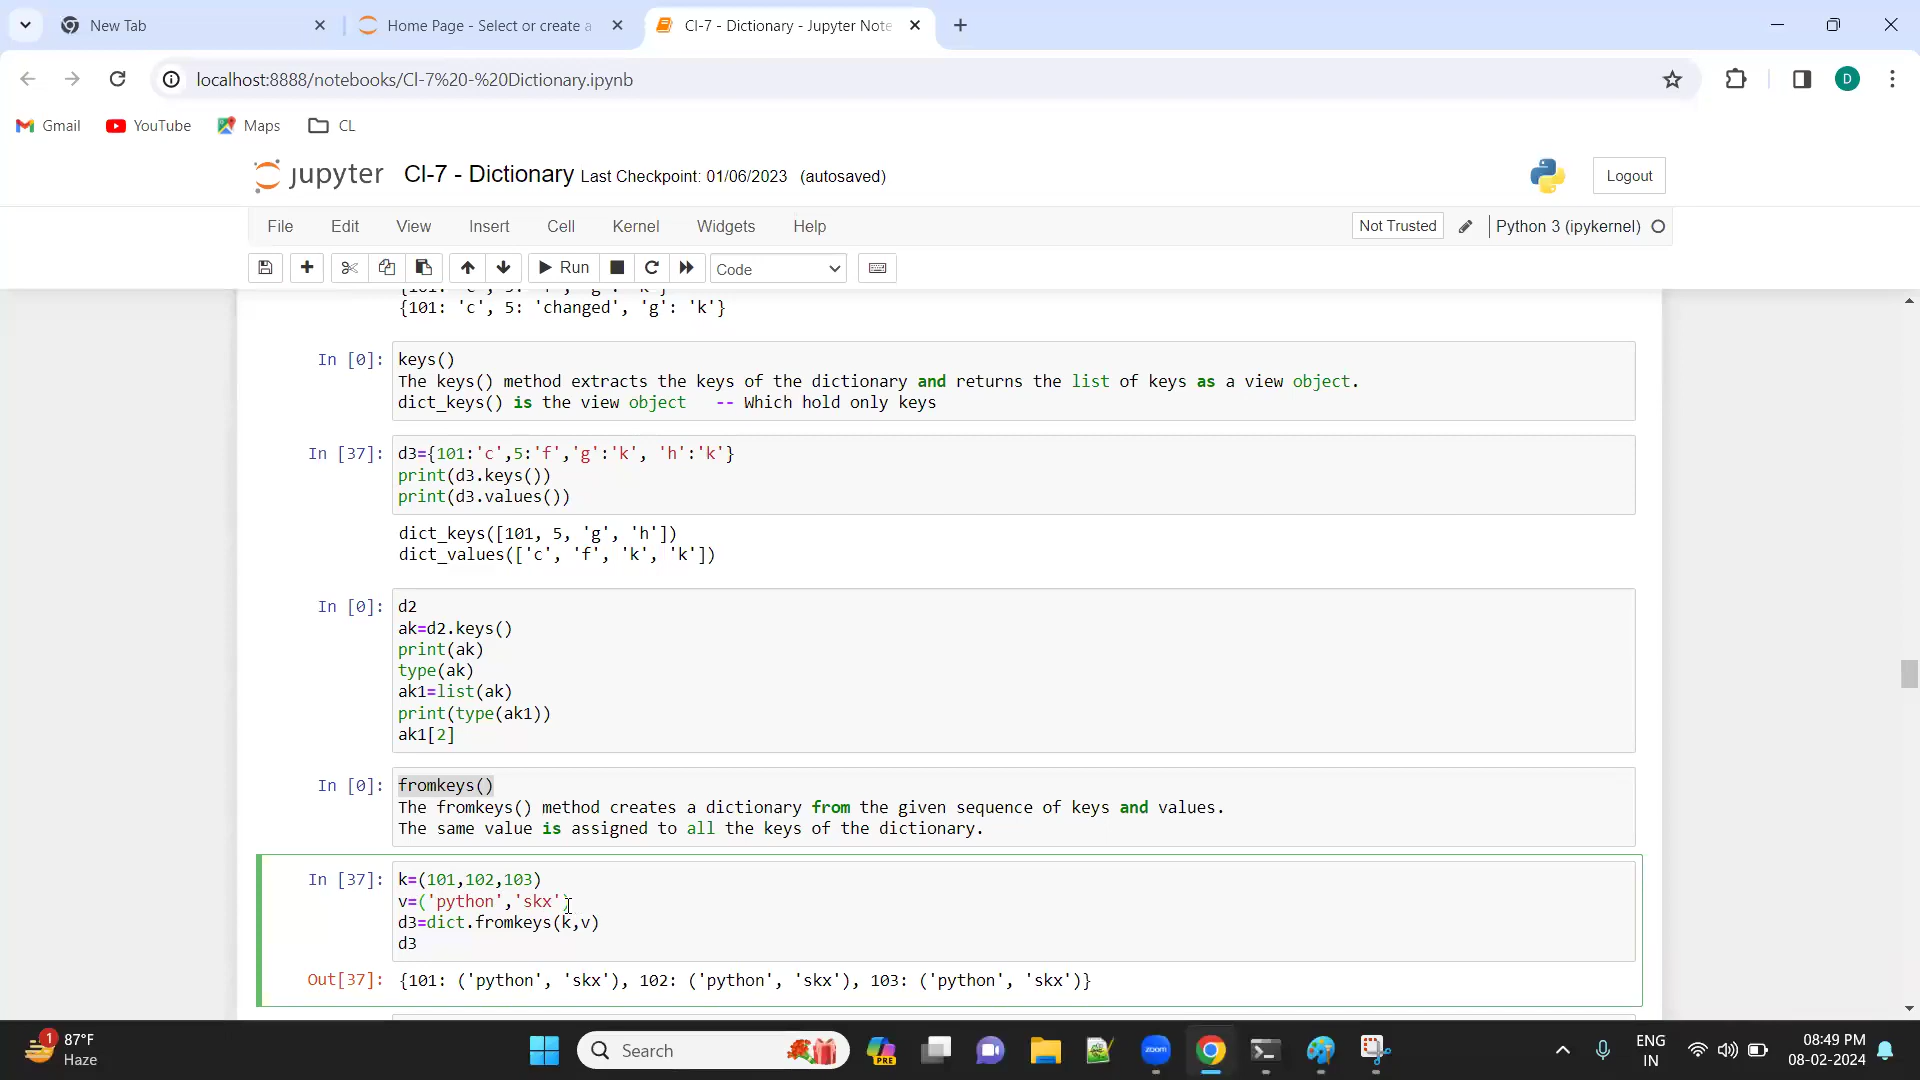 New Tab
Home Page - Select or create a
Cl-7 - Dictionary - Jupyter Note
localhost:8888/notebooks/Cl-7%20-%20Dictionary.ipynb
D
Gmail
YouTube
Maps
CL
jupyter
Cl-7 - Dictionary Last Checkpoint: 01/06/2023 (autosaved)
Logout
File Edit View Insert Cell Kernel Widgets Help
Not Trusted
Python 3 (ipykernel)
Run
Code
{101: 'c', 5: 'f', 'g': 'k'}
{101: 'c', 5: 'changed', 'g': 'k'}
In [0]: keys()
The keys() method extracts the keys of the dictionary and returns the list of keys as a view object.
dict_keys() is the view object -- Which hold only keys
In [37]: d3={101:'c',5:'f','g':'k', 'h':'k'}
print(d3.keys())
print(d3.values())
dict_keys([101, 5, 'g', 'h'])
dict_values(['c', 'f', 'k', 'k'])
In [0]: d2
ak=d2.keys()
print(ak)
type(ak)
ak1=list(ak)
print(type(ak1))
ak1[2]
In [0]: fromkeys()
The fromkeys() method creates a dictionary from the given sequence of keys and values.
The same value is assigned to all the keys of the dictionary.
In [37]: k=(101,102,103)
v=('python','skx')
d3=dict.fromkeys(k,v)
d3
Out[37]: {101: ('python', 'skx'), 102: ('python', 'skx'), 103: ('python', 'skx')}
1
87°F
Haze
Search
PRE
zoom
ENG
IN
08:49 PM
08-02-2024